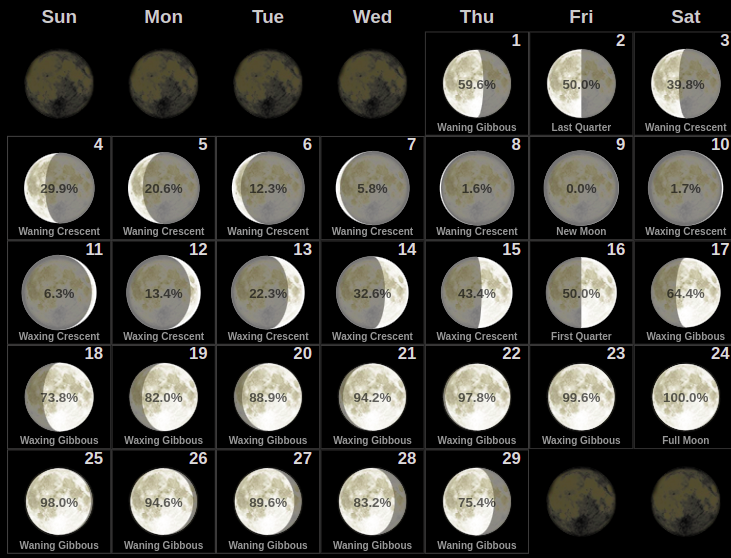 Sun Mon Tue Wed Thu Fri Sat
1 2 3
59.6% 50.0% 39.8%
Waning Gibbous Last Quarter Waning Crescent
4 5 6 7 8 9 10
29.9% 20.6% 12.3% 5.8% 1.6% 0.0% 1.7%
Waning Crescent Waning Crescent Waning Crescent Waning Crescent Waning Crescent New Moon Waxing Crescent
11 12 13 14 15 16 17
6.3% 13.4% 22.3% 32.6% 43.4% 50.0% 64.4%
Waxing Crescent Waxing Crescent Waxing Crescent Waxing Crescent Waxing Crescent First Quarter Waxing Gibbous
18 19 20 21 22 23 24
73.8% 82.0% 88.9% 94.2% 97.8% 99.6% 100.0%
Waxing Gibbous Waxing Gibbous Waxing Gibbous Waxing Gibbous Waxing Gibbous Waxing Gibbous Full Moon
25 26 27 28 29
98.0% 94.6% 89.6% 83.2% 75.4%
Waning Gibbous Waning Gibbous Waning Gibbous Waning Gibbous Waning Gibbous